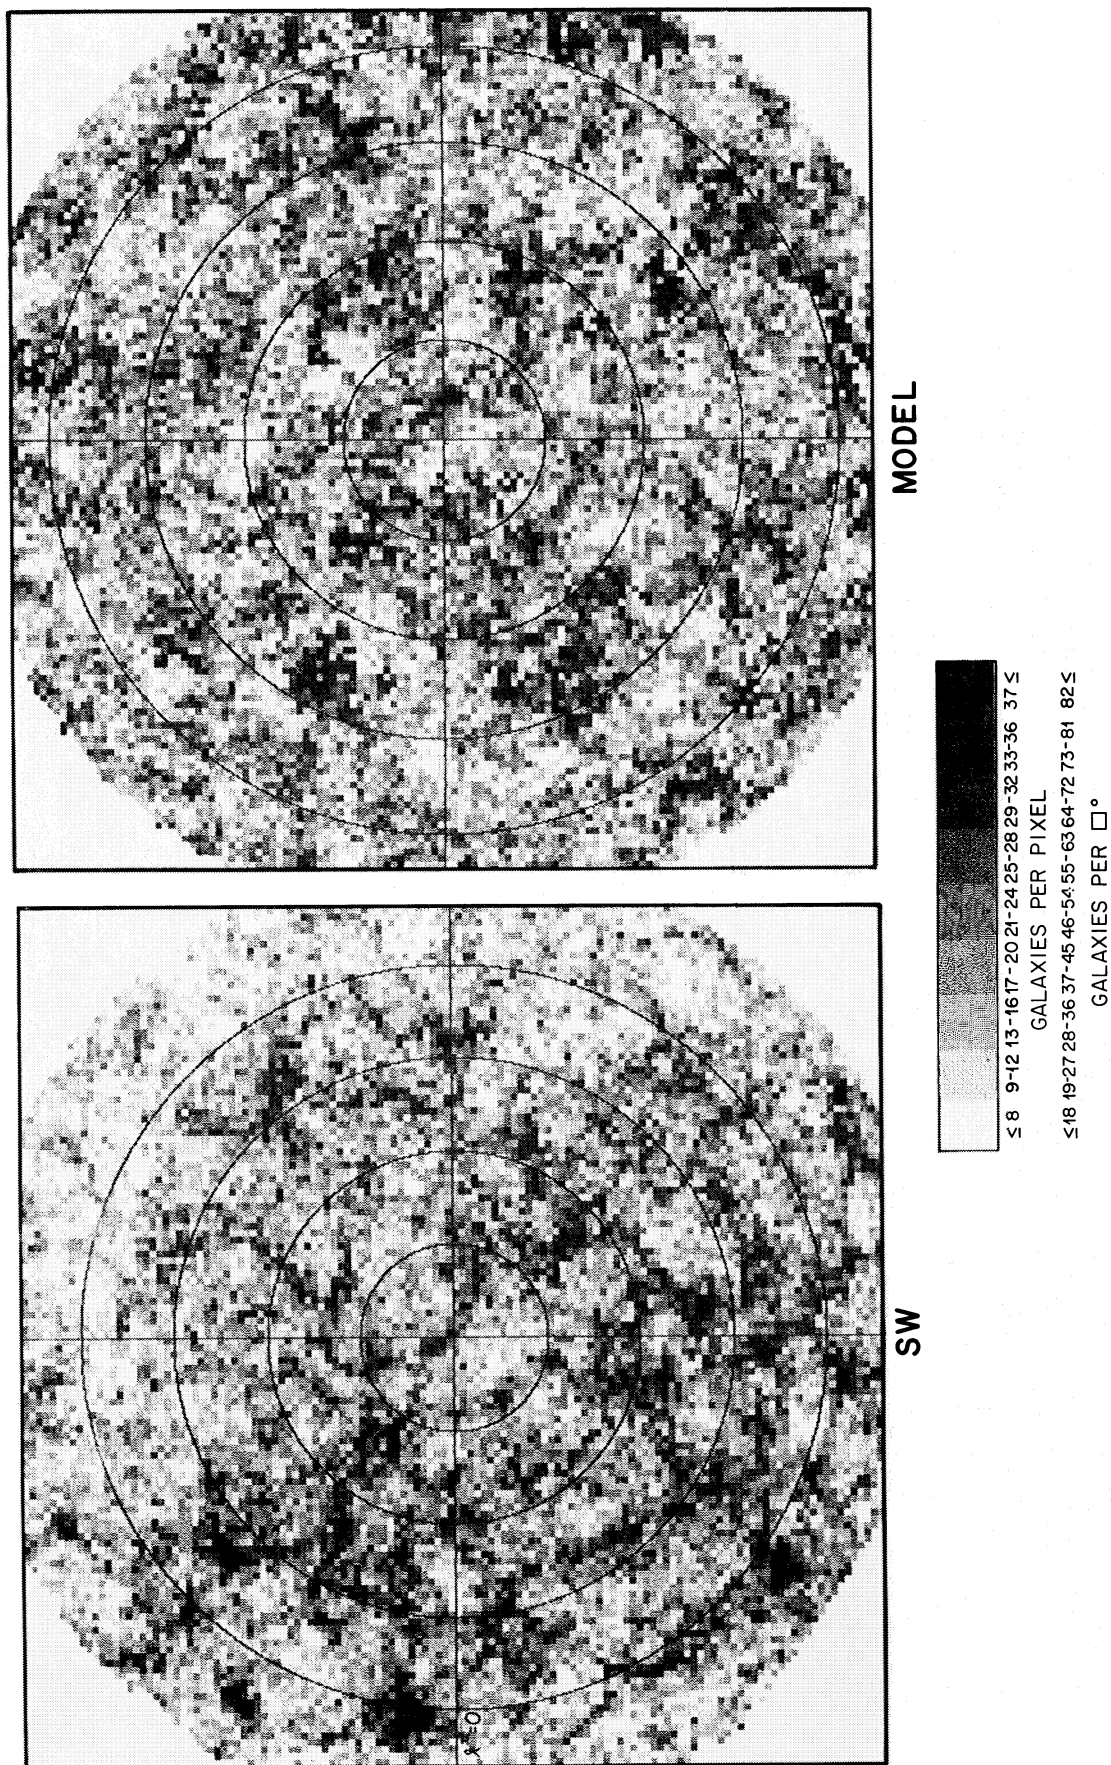 MODEL
SW
ℓ=0
≤ 8 9-12 13-16 17-20 21-24 25-28 29-32 33-36 37 ≤
GALAXIES PER PIXEL
≤18 19-27 28-36 37-45 46-54 55-63 64-72 73-81 82≤
GALAXIES PER □°